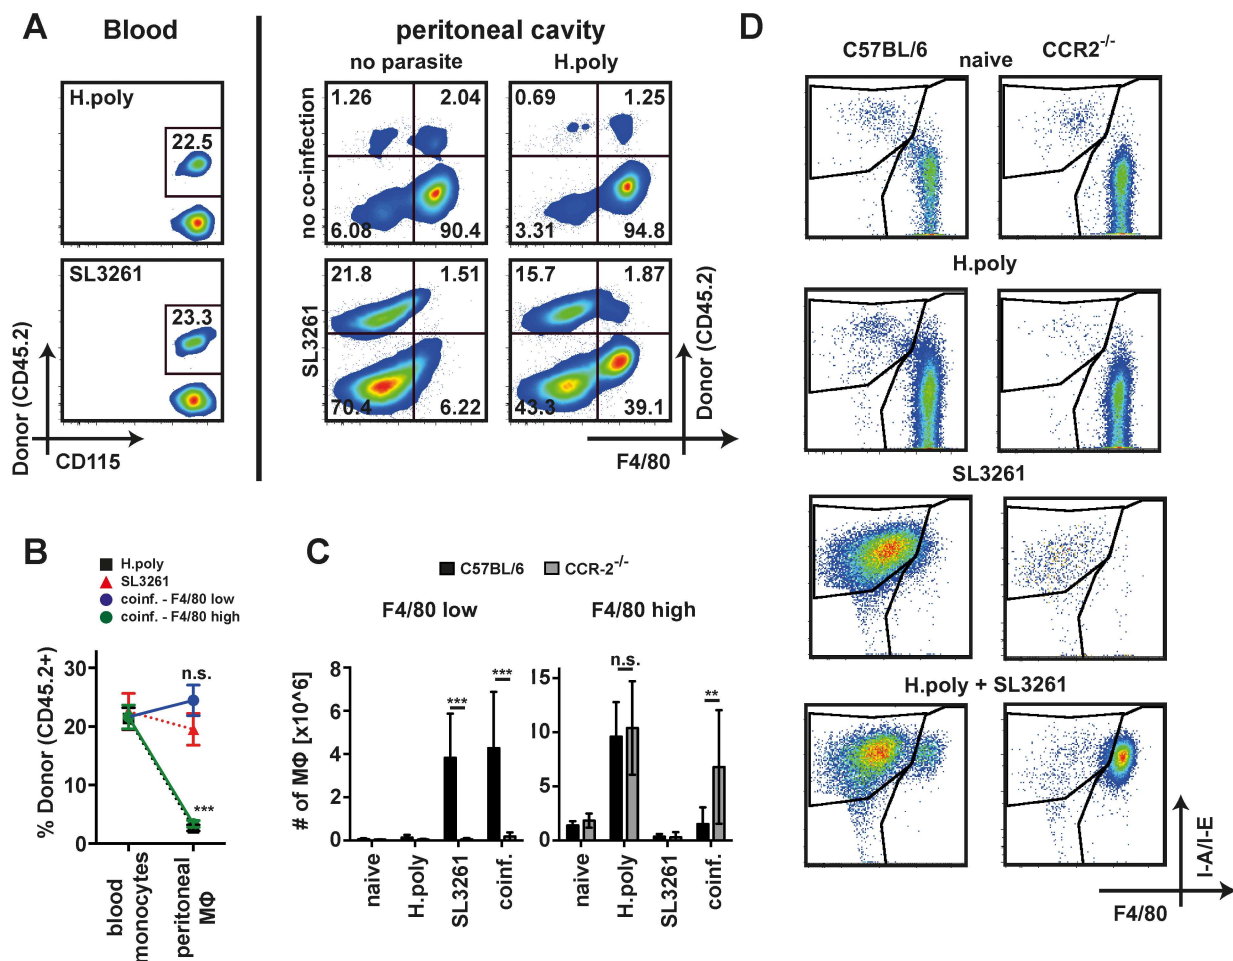 A
Blood
peritoneal cavity
no parasite
H.poly
H.poly
22.5
no co-infection
1.26
2.04
6.08
90.4
0.69
1.25
3.31
94.8
SL3261
23.3
SL3261
21.8
1.51
70.4
6.22
15.7
1.87
43.3
39.1
Donor (CD45.2)
CD115
Donor (CD45.2)
F4/80
B
H.poly
SL3261
coinf. - F4/80 low
coinf. - F4/80 high
% Donor (CD45.2+)
30
20
10
0
n.s.
***
blood monocytes
peritoneal MΦ
C
C57BL/6
CCR-2-/-
F4/80 low
F4/80 high
# of MΦ [x10^6]
8
6
4
2
0
***
***
naive
H.poly
SL3261
coinf.
15
10
5
0
n.s.
**
naive
H.poly
SL3261
coinf.
D
C57BL/6
naive
CCR2-/-
H.poly
SL3261
H.poly + SL3261
I-A/I-E
F4/80